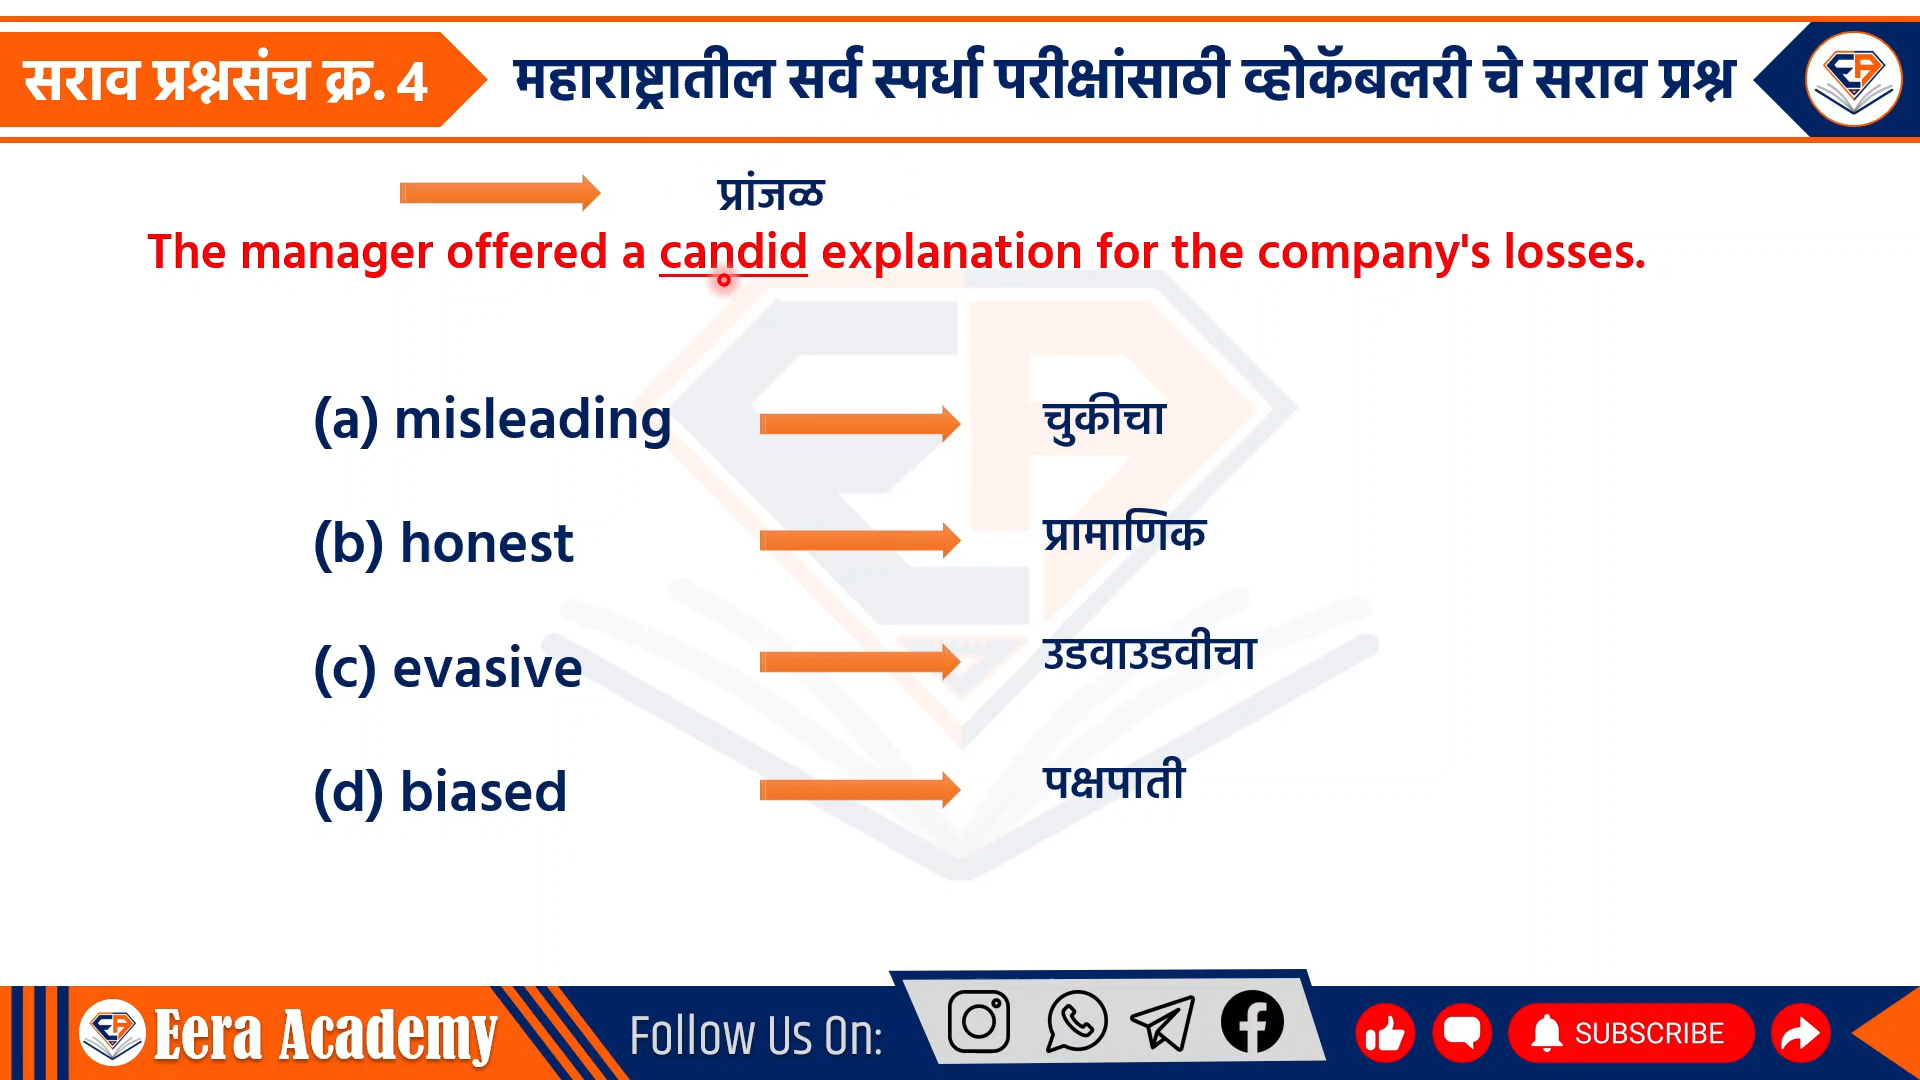 सराव प्रश्नसंच क्र. 4
महाराष्ट्रातील सर्व स्पर्धा परीक्षांसाठी व्होकॅबलरी चे सराव प्रश्न
प्रांजळ
The manager offered a candid explanation for the company's losses.
(a) misleading चुकीचा
(b) honest प्रामाणिक
(c) evasive उडवाउडवीचा
(d) biased पक्षपाती
Eera Academy Follow Us On: SUBSCRIBE